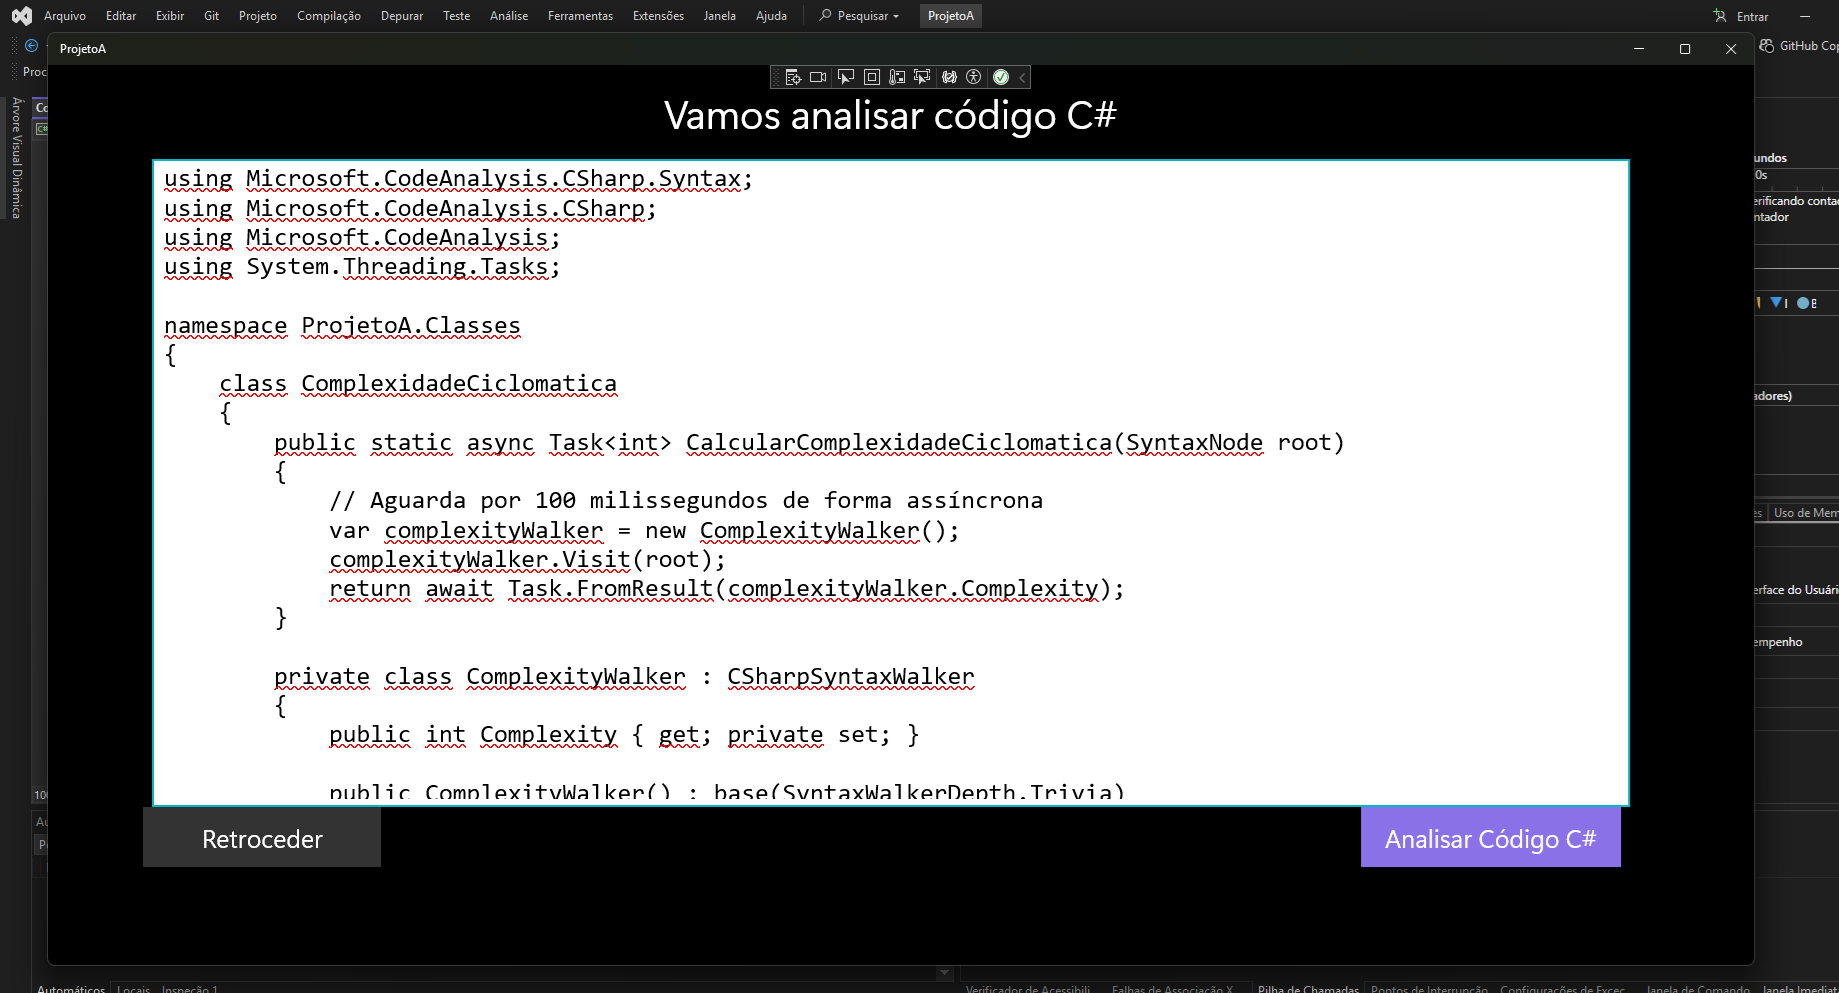 Arquivo Editar Exibir Git Projeto Compilação Depurar Teste Análise Ferramentas Extensões Janela Ajuda Pesquisar ProjetoA Entrar
ProjetoA
GitHub Cop
Proc
Árvore Visual Dinâmica
Vamos analisar código C#
using Microsoft.CodeAnalysis.CSharp.Syntax;
using Microsoft.CodeAnalysis.CSharp;
using Microsoft.CodeAnalysis;
using System.Threading.Tasks;
namespace ProjetoA.Classes
{
class ComplexidadeCiclomatica
{
public static async Task<int> CalcularComplexidadeCiclomatica(SyntaxNode root)
{
// Aguarda por 100 milissegundos de forma assíncrona
var complexityWalker = new ComplexityWalker();
complexityWalker.Visit(root);
return await Task.FromResult(complexityWalker.Complexity);
}
private class ComplexityWalker : CSharpSyntaxWalker
{
public int Complexity { get; private set; }
public ComplexityWalker() : base(SyntaxWalkerDepth.Trivia)
Retroceder
Analisar Código C#
undos
0s
erificando conta
ntador
adores)
es Uso de Mem
erface do Usuári
empenho
Automáticos Locais Inspeção 1
Verificador de Acessibili Falhas de Associação X Pilha de Chamadas Pontos de Interrupção Configurações de Exceç Janela de Comando Janela Imediat